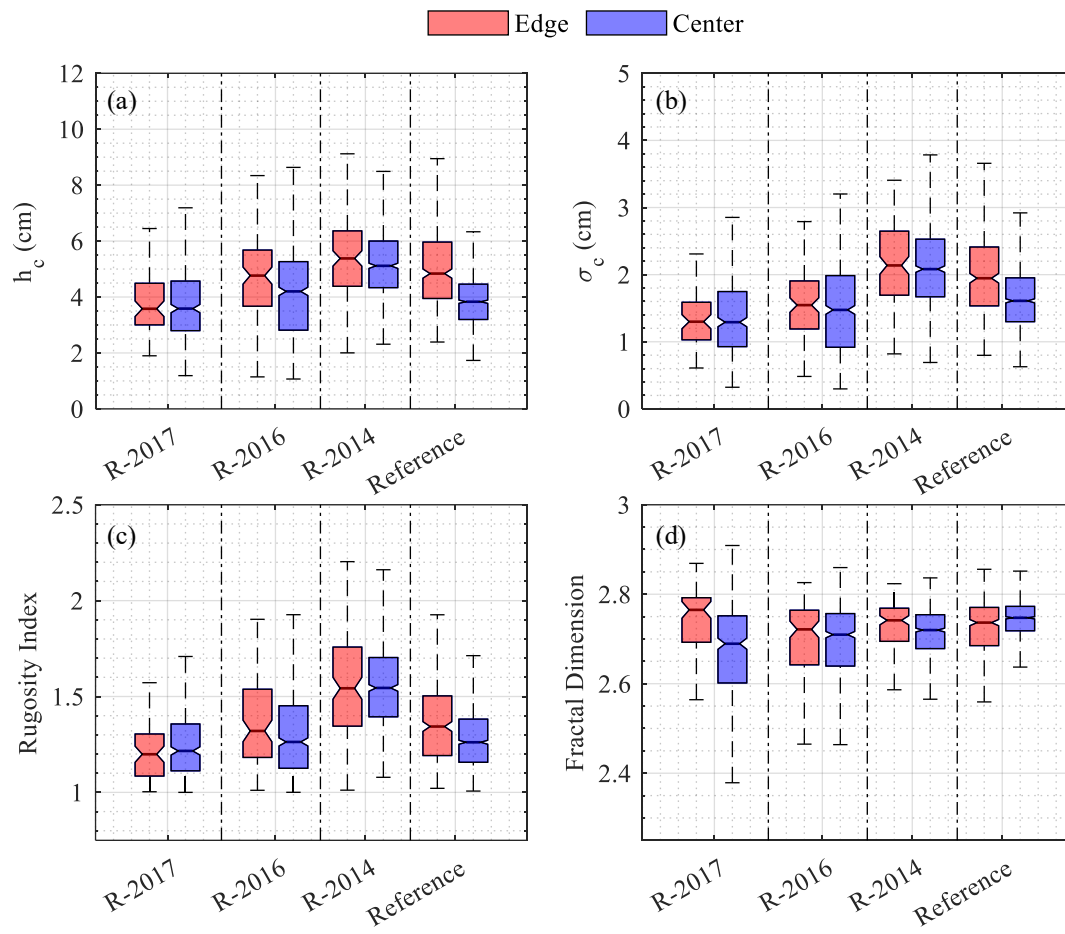 Edge Center
(a)
h_c (cm)
12
10
8
6
4
2
0
R-2017 R-2016 R-2014 Reference
(b)
σ_c (cm)
5
4
3
2
1
0
R-2017 R-2016 R-2014 Reference
(c)
Rugosity Index
2.5
2
1.5
1
R-2017 R-2016 R-2014 Reference
(d)
Fractal Dimension
3
2.8
2.6
2.4
R-2017 R-2016 R-2014 Reference